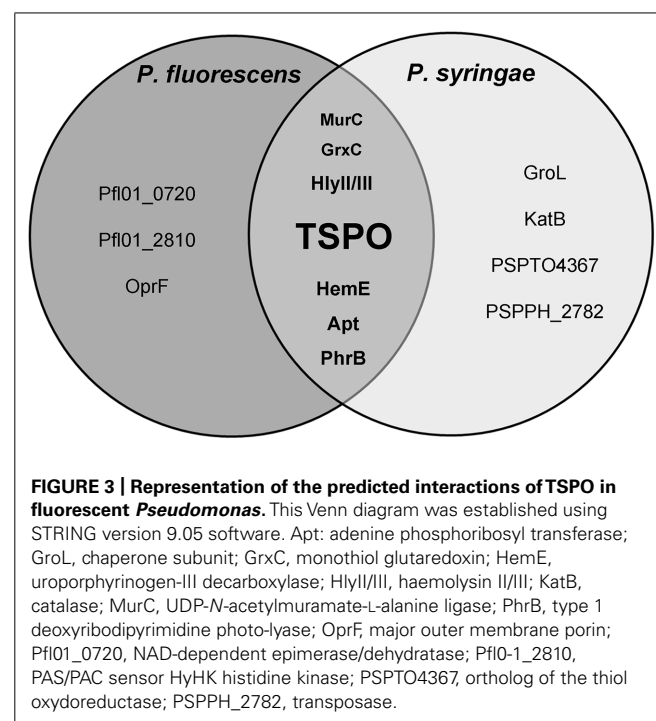 P. fluorescens
P. syringae
MurC
GrxC
HlyII/III
TSPO
HemE
Apt
PhrB
Pfl01_0720
Pfl01_2810
OprF
GroL
KatB
PSPTO4367
PSPPH_2782
FIGURE 3 | Representation of the predicted interactions of TSPO in
fluorescent Pseudomonas. This Venn diagram was established using
STRING version 9.05 software. Apt: adenine phosphoribosyl transferase;
GroL, chaperone subunit; GrxC, monothiol glutaredoxin; HemE,
uroporphyrinogen-III decarboxylase; HlyII/III, haemolysin II/III; KatB,
catalase; MurC, UDP-N-acetylmuramate-L-alanine ligase; PhrB, type 1
deoxyribodipyrimidine photo-lyase; OprF, major outer membrane porin;
Pfl01_0720, NAD-dependent epimerase/dehydratase; Pfl0-1_2810,
PAS/PAC sensor HyHK histidine kinase; PSPTO4367, ortholog of the thiol
oxydoreductase; PSPPH_2782, transposase.